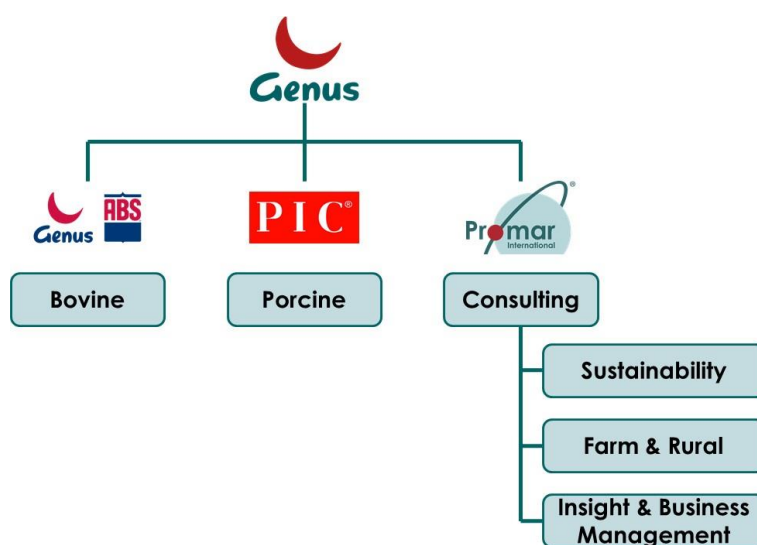 Genus
Genus
ABS
PIC®
Promar®
International
Bovine
Porcine
Consulting
Sustainability
Farm & Rural
Insight & Business
Management